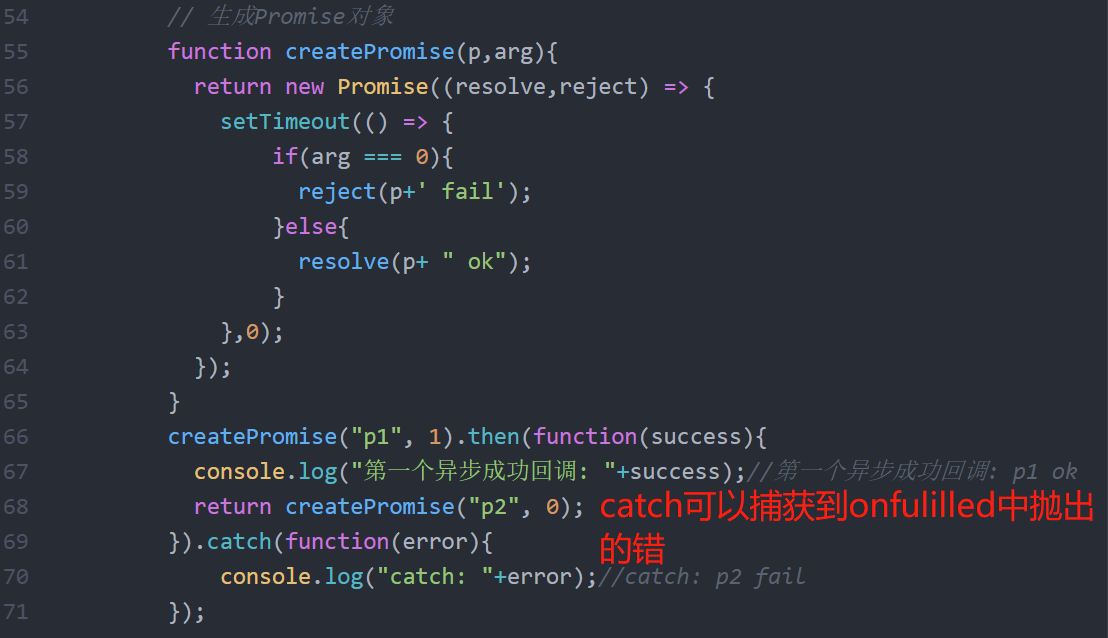 54 // 生成Promise对象
55 function createPromise(p,arg){
56 return new Promise((resolve,reject) => {
57 setTimeout(() => {
58 if(arg === 0){
59 reject(p+' fail');
60 }else{
61 resolve(p+ " ok");
62 }
63 },0);
64 });
65 }
66 createPromise("p1", 1).then(function(success){
67 console.log("第一个异步成功回调: "+success);//第一个异步成功回调: p1 ok
68 return createPromise("p2", 0); catch可以捕获到onfulilled中抛出
69 }).catch(function(error){ 的错
70 console.log("catch: "+error);//catch: p2 fail
71 });